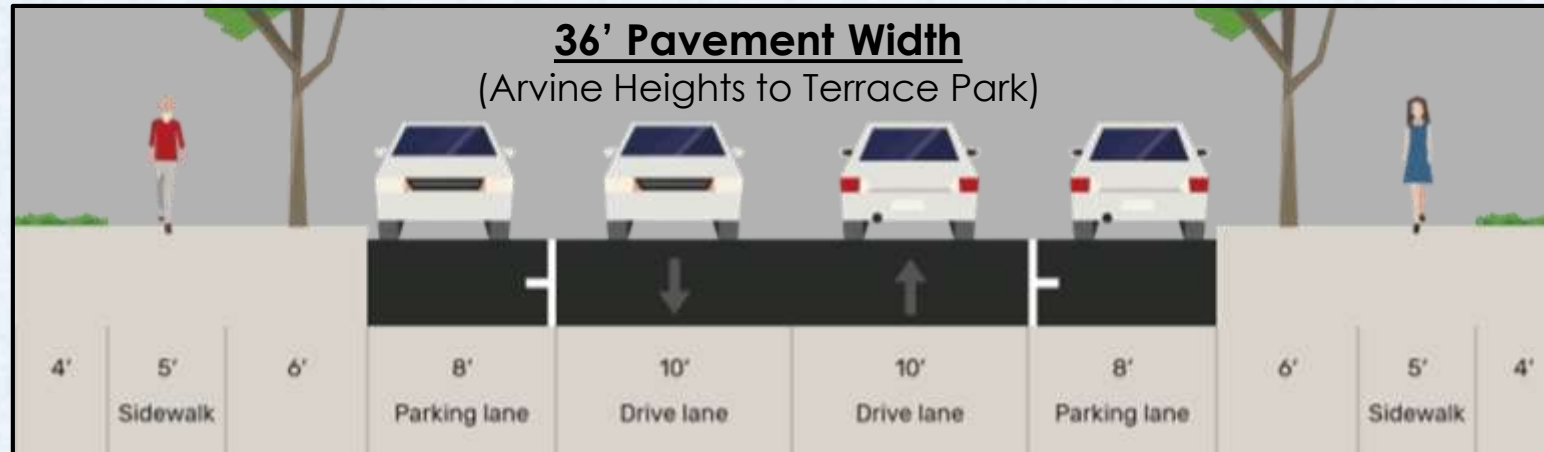 36’ Pavement Width
(Arvine Heights to Terrace Park)
4’ 5’ 6’ 8’ 10’ 10’ 8’ 6’ 5’ 4’
Sidewalk Parking lane Drive lane Drive lane Parking lane Sidewalk